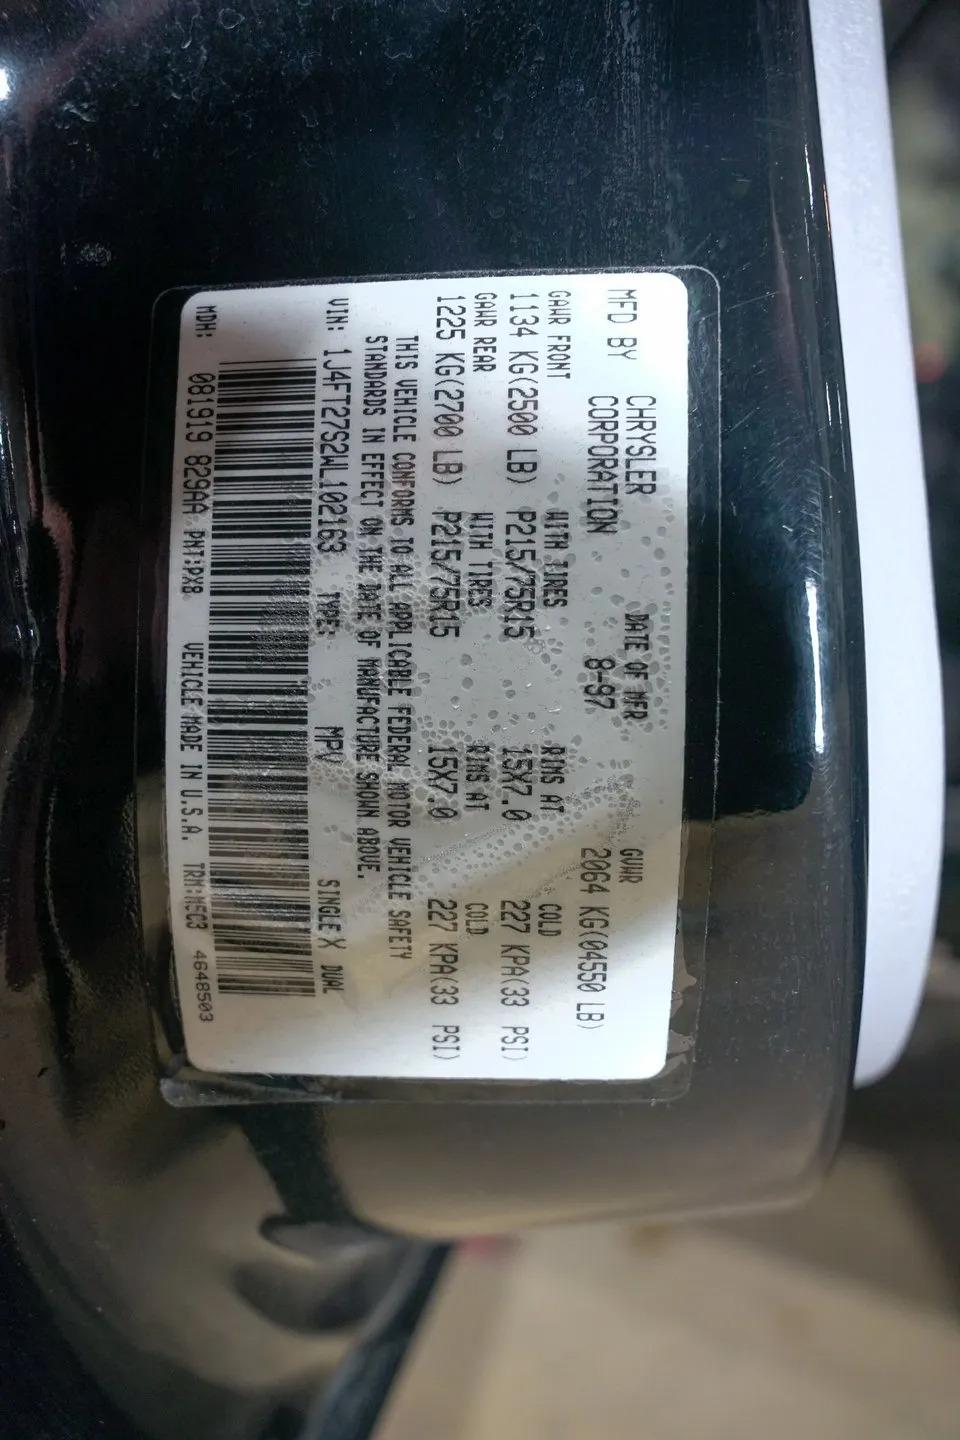 MFD BY CHRYSLER CORPORATION DATE OF MFR 8-97 GVWR 2064 KG(04550 LB)
GAWR FRONT WITH TIRES RIMS AT COLD
1134 KG(2500 LB) P215/75R15 15X7.0 227 KPA(33 PSI)
GAWR REAR WITH TIRES RIMS AT COLD
1225 KG(2700 LB) P215/75R15 15X7.0 227 KPA(33 PSI)
THIS VEHICLE CONFORMS TO ALL APPLICABLE FEDERAL MOTOR VEHICLE SAFETY
STANDARDS IN EFFECT ON THE DATE OF MANUFACTURE SHOWN ABOVE.
VIN: 1J4FT27S2WL102163 TYPE: MPV SINGLE X DUAL
MDH: 081919 829AA PNT:PX8 VEHICLE MADE IN U.S.A. TRM:M5C3 4648503